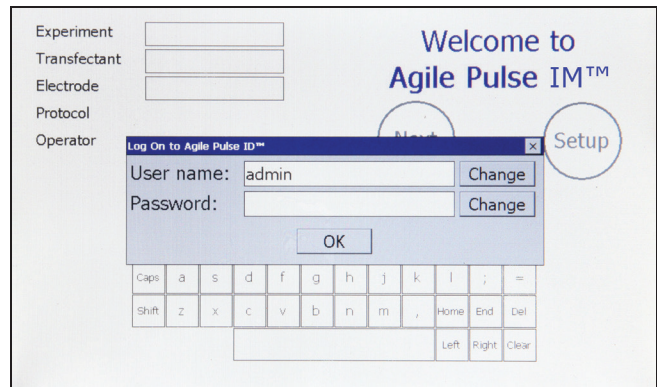 Experiment
Transfectant
Electrode
Protocol
Operator
Welcome to
Agile Pulse IM™
Next
Setup
Log On to Agile Pulse ID™
User name: admin Change
Password: Change
OK
Caps a s d f g h j k l ; =
Shift z x c v b n m , Home End Del
Left Right Clear